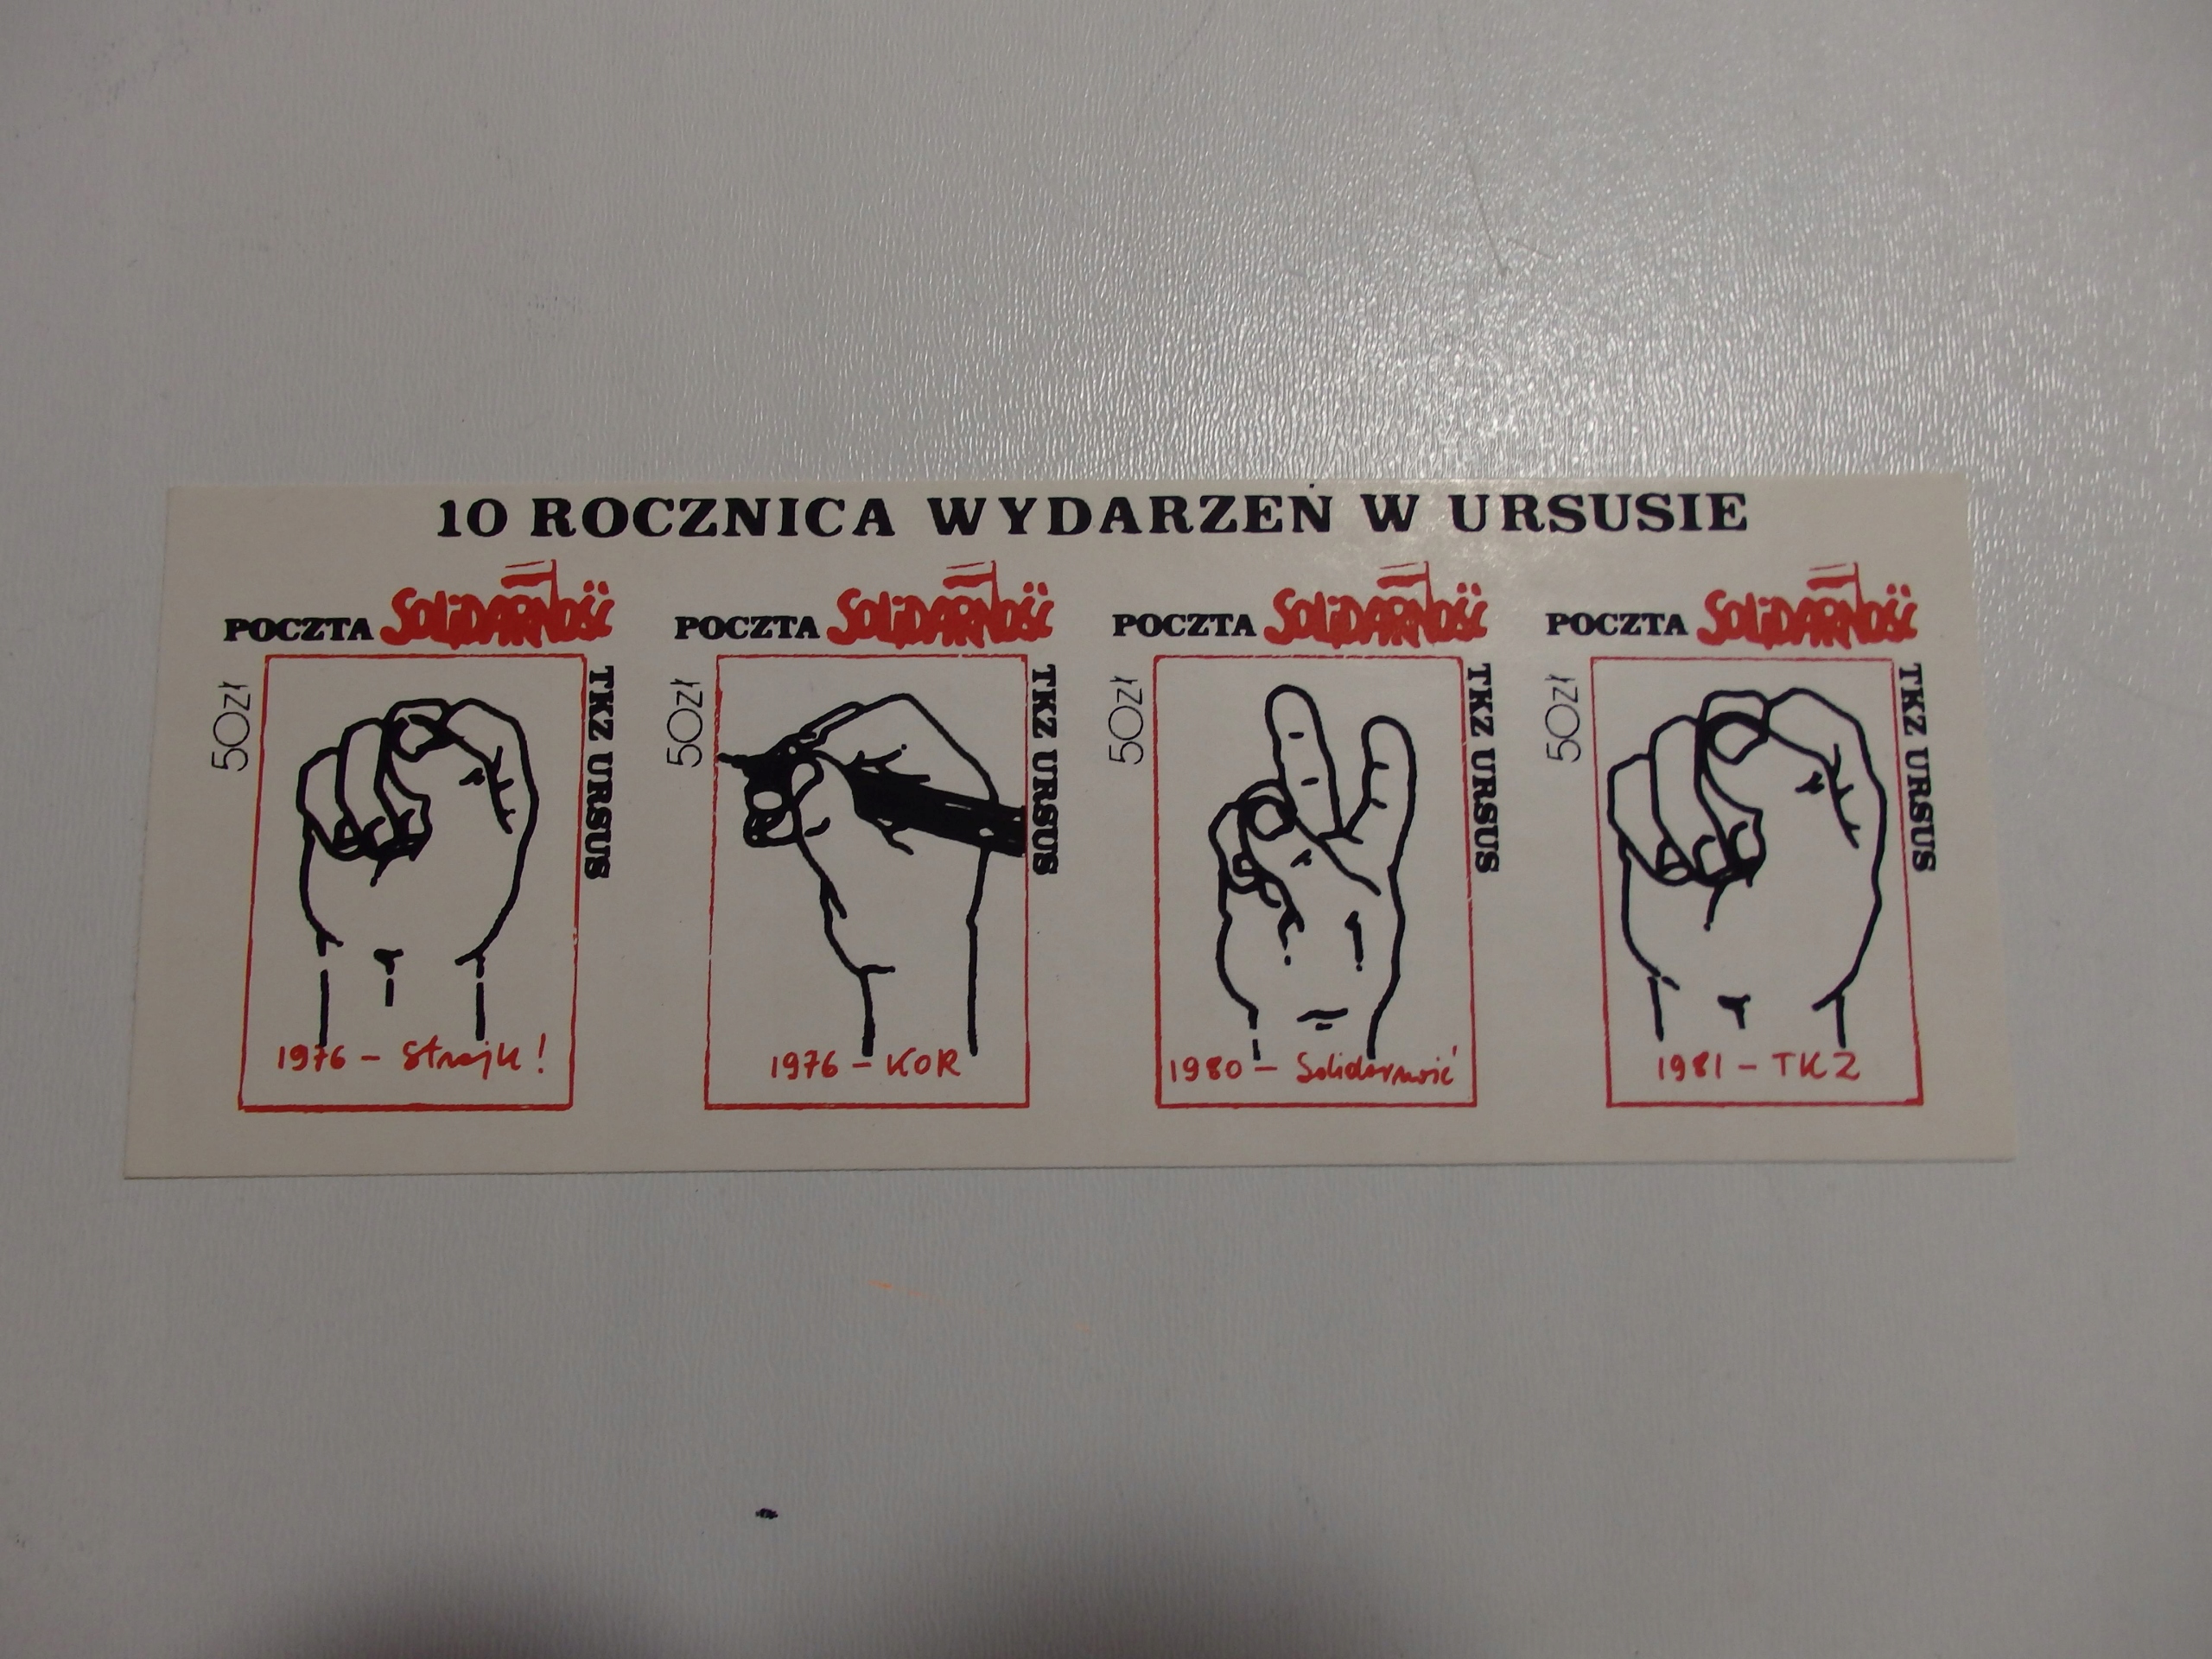 10 ROCZNICA WYDARZEŃ W URSUSIE
POCZTA SOLIDARNOŚĆ
50zł
TKZ URSUS
1976 – Strajk!
POCZTA SOLIDARNOŚĆ
50zł
TKZ URSUS
1976 – KOR
POCZTA SOLIDARNOŚĆ
50zł
TKZ URSUS
1980 – Solidarność
POCZTA SOLIDARNOŚĆ
50zł
TKZ URSUS
1981 – TKZ